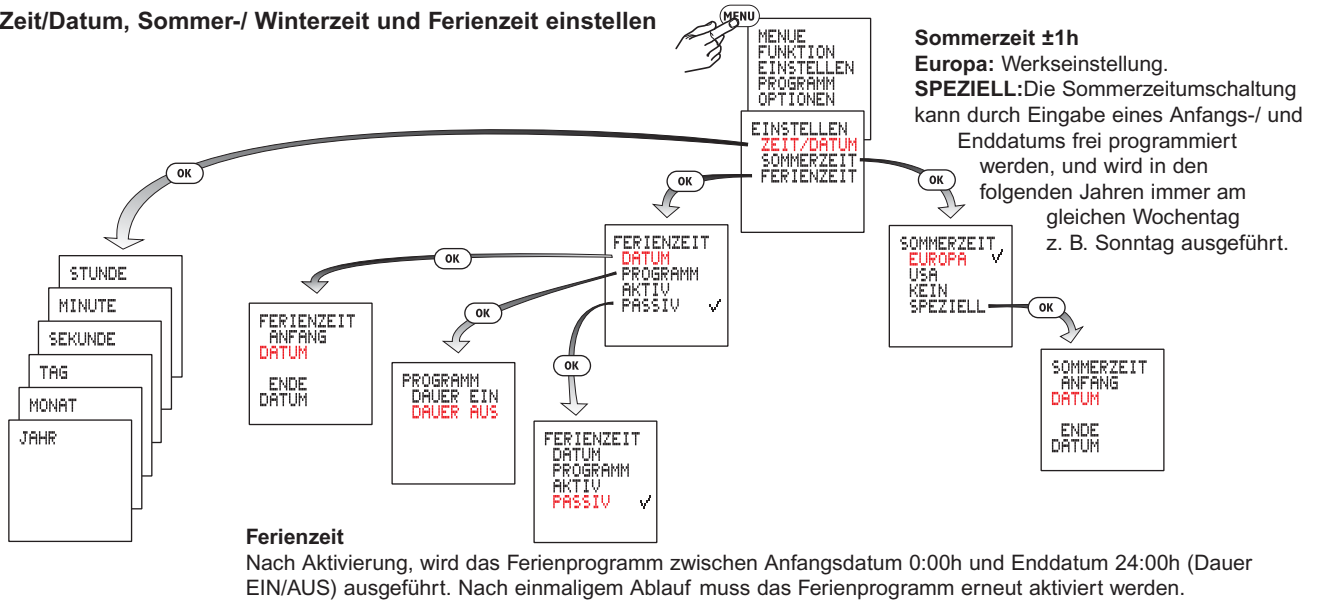 Zeit/Datum, Sommer-/ Winterzeit und Ferienzeit einstellen
MENU
MENUE
FUNKTION
EINSTELLEN
PROGRAMM
OPTIONEN
Sommerzeit ±1h
Europa: Werkseinstellung.
SPEZIELL:Die Sommerzeitumschaltung
kann durch Eingabe eines Anfangs-/ und
Enddatums frei programmiert
werden, und wird in den
folgenden Jahren immer am
gleichen Wochentag
z. B. Sonntag ausgeführt.
EINSTELLEN
ZEIT/DATUM
SOMMERZEIT
FERIENZEIT
OK
OK
OK
STUNDE
MINUTE
SEKUNDE
TAG
MONAT
JAHR
FERIENZEIT
DATUM
PROGRAMM
AKTIV
PASSIV ✓
OK
OK
OK
FERIENZEIT
ANFANG
DATUM
ENDE
DATUM
PROGRAMM
DAUER EIN
DAUER AUS
FERIENZEIT
DATUM
PROGRAMM
AKTIV
PASSIV ✓
SOMMERZEIT
EUROPA ✓
USA
KEIN
SPEZIELL
OK
SOMMERZEIT
ANFANG
DATUM
ENDE
DATUM
Ferienzeit
Nach Aktivierung, wird das Ferienprogramm zwischen Anfangsdatum 0:00h und Enddatum 24:00h (Dauer
EIN/AUS) ausgeführt. Nach einmaligem Ablauf muss das Ferienprogramm erneut aktiviert werden.